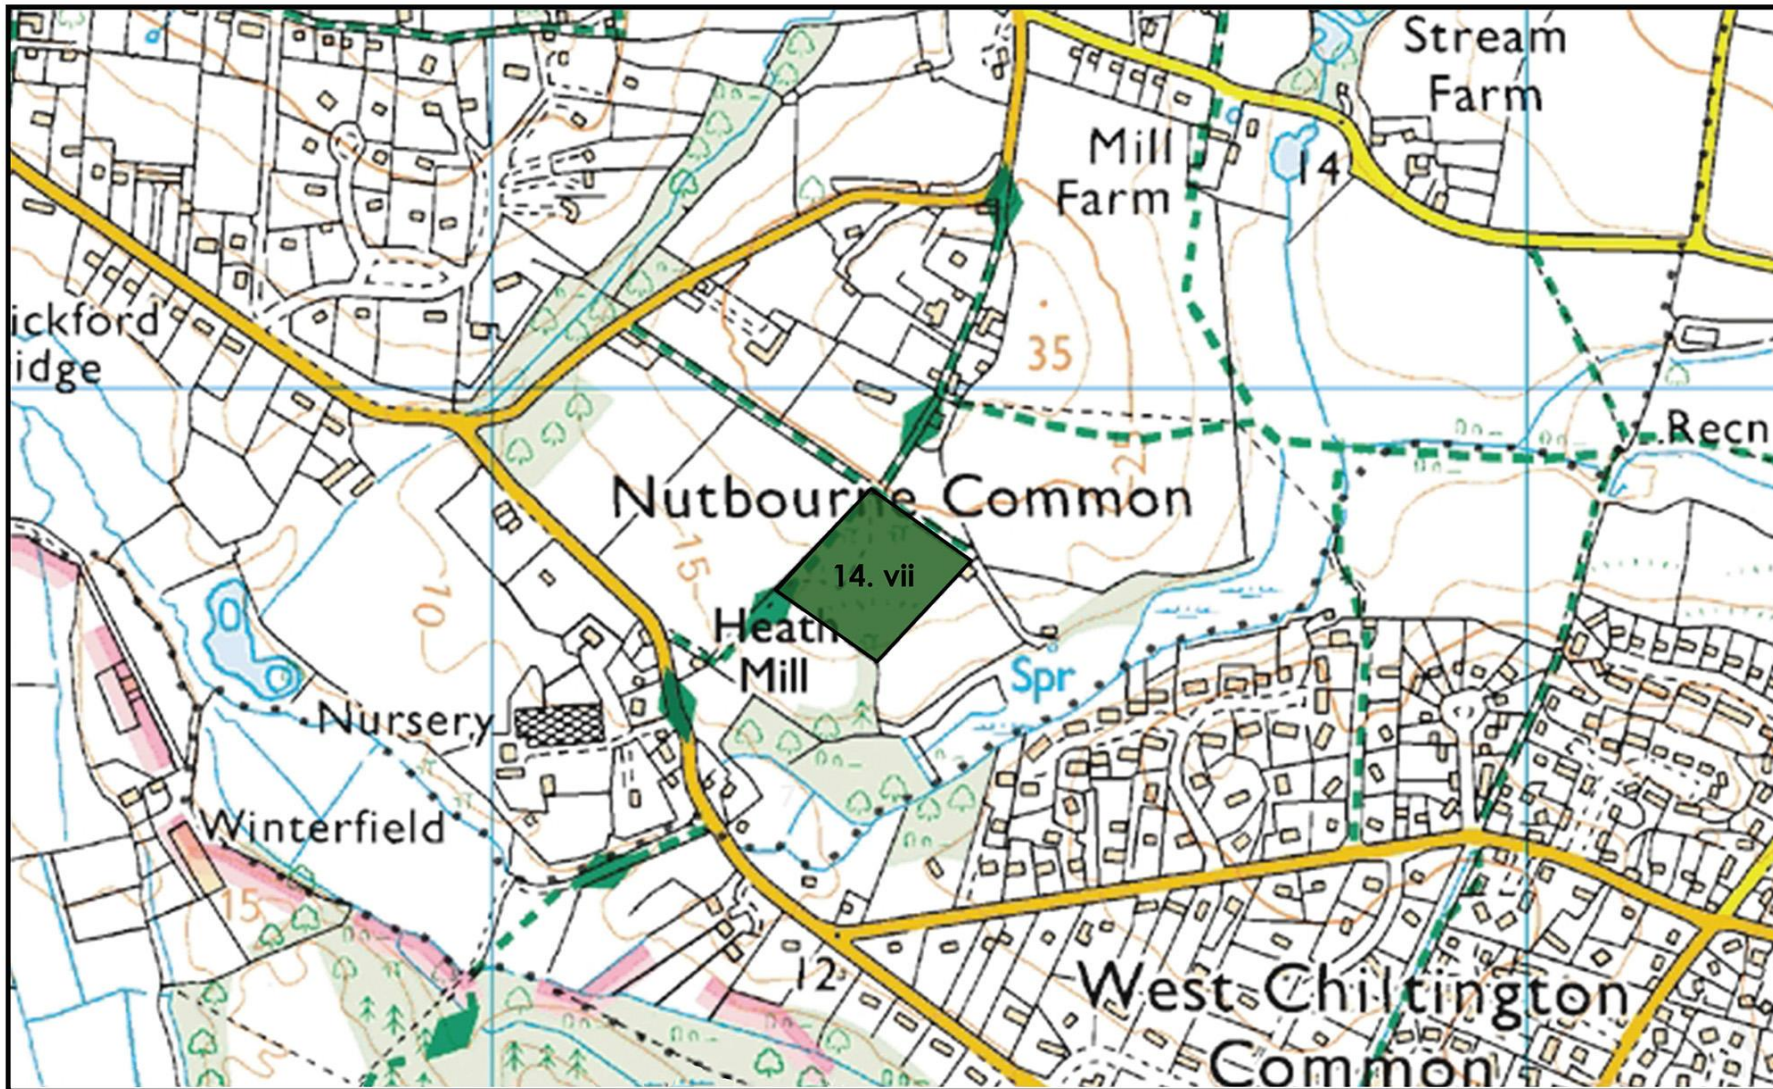 Stream
Farm
Mill
Farm
14
ickford
idge
35
Recn
25
Nutbourne Common
15
14. vii
10
Heath
Mill
Spr
Nursery
Winterfield
15
12
West Chiltington
Common